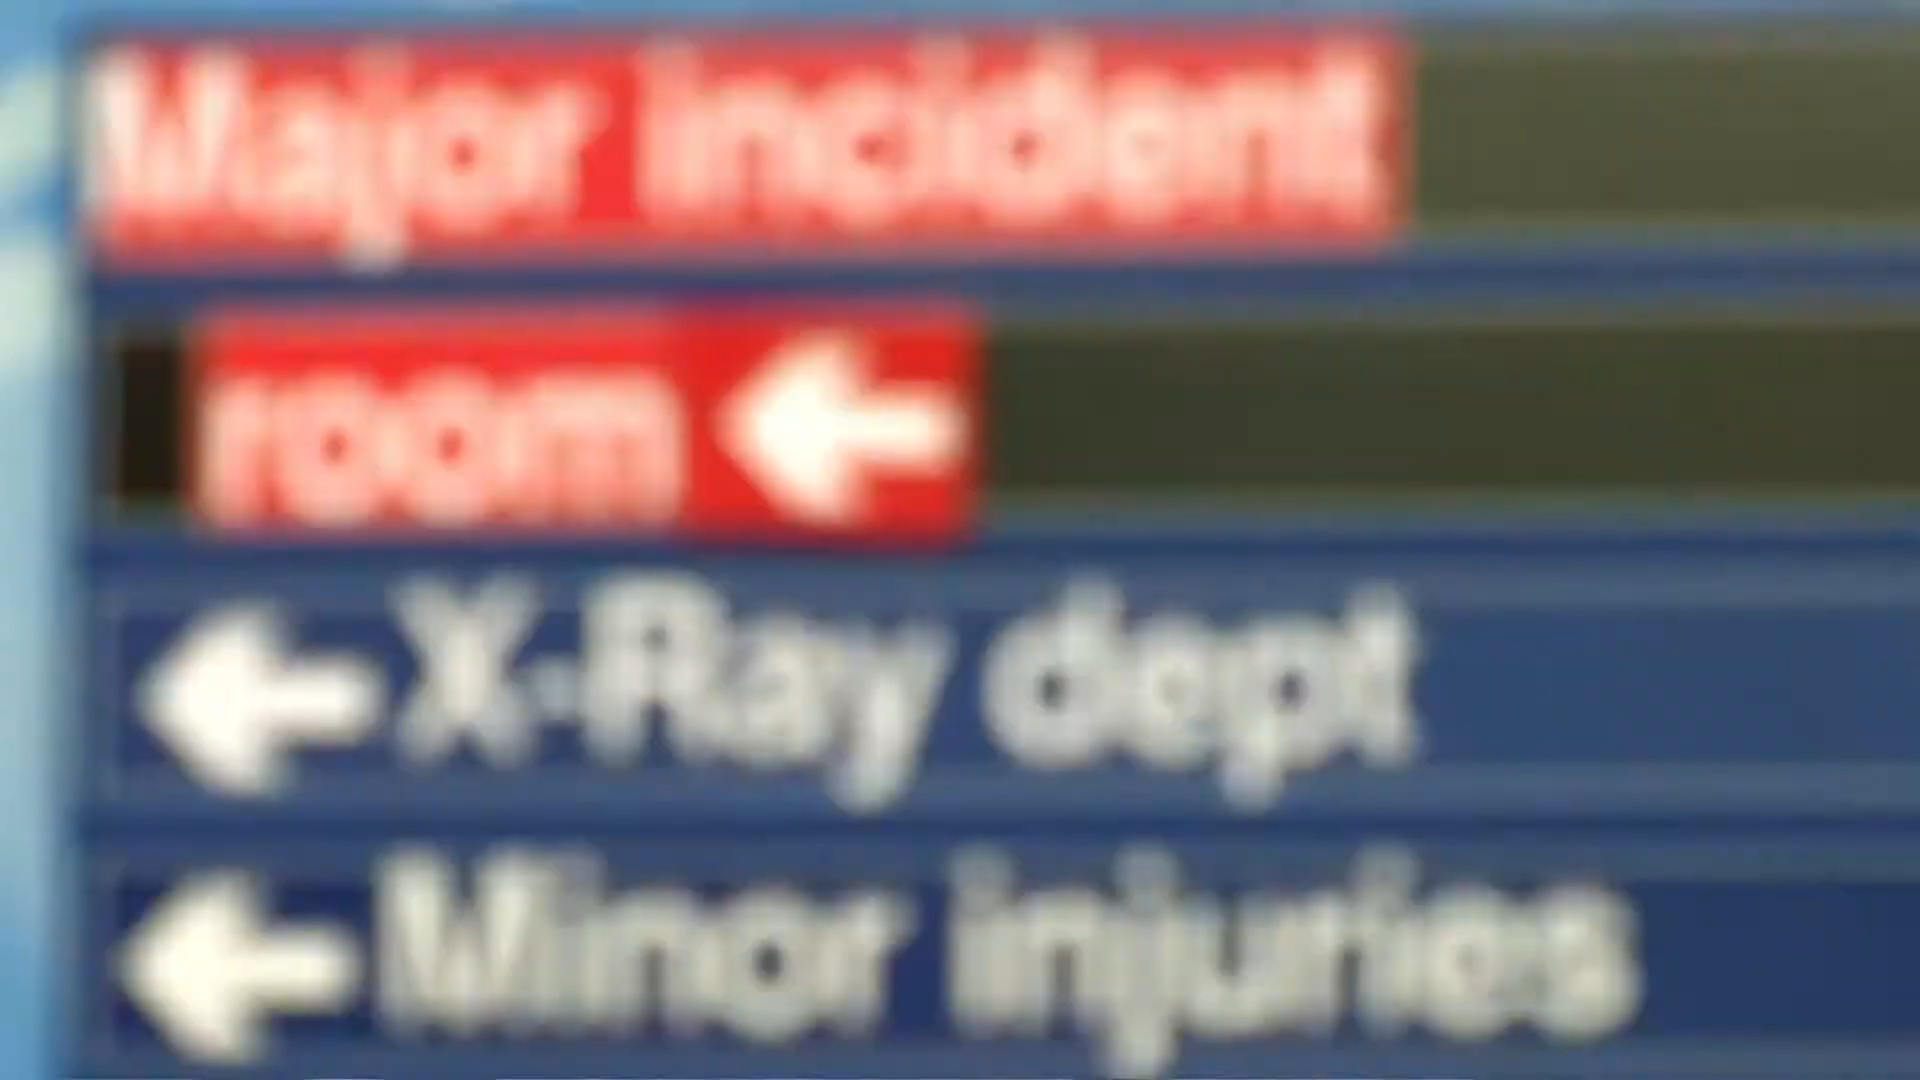 Major incident
room ←
← X-Ray dept
← Minor injuries